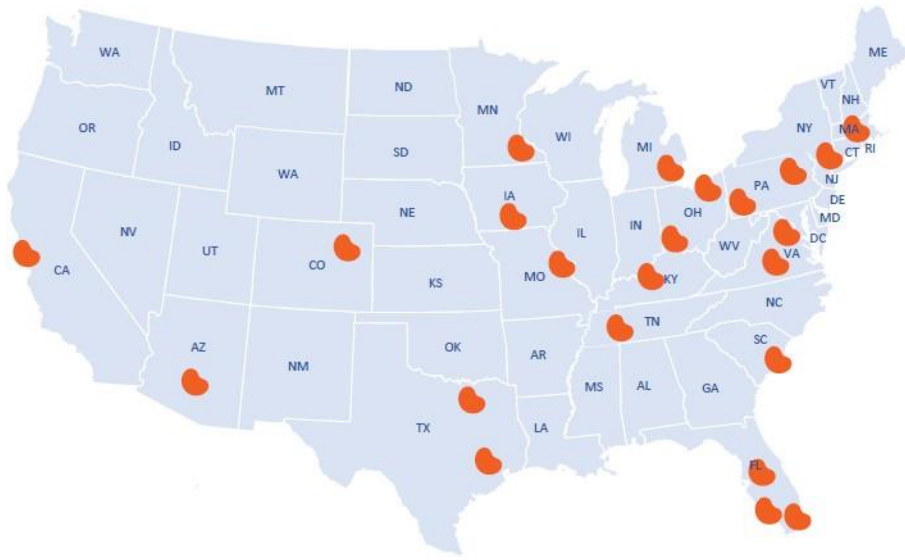 WA
ME
MT
ND
VT
MN
NH
OR
NY
MA
WI
ID
SD
MI
RI
CT
WA
PA
NJ
IA
NE
DE
OH
MD
NV
IL
IN
DC
UT
WV
VA
CO
CA
KS
MO
KY
NC
TN
AZ
OK
SC
AR
NM
MS
AL
GA
TX
LA
FL